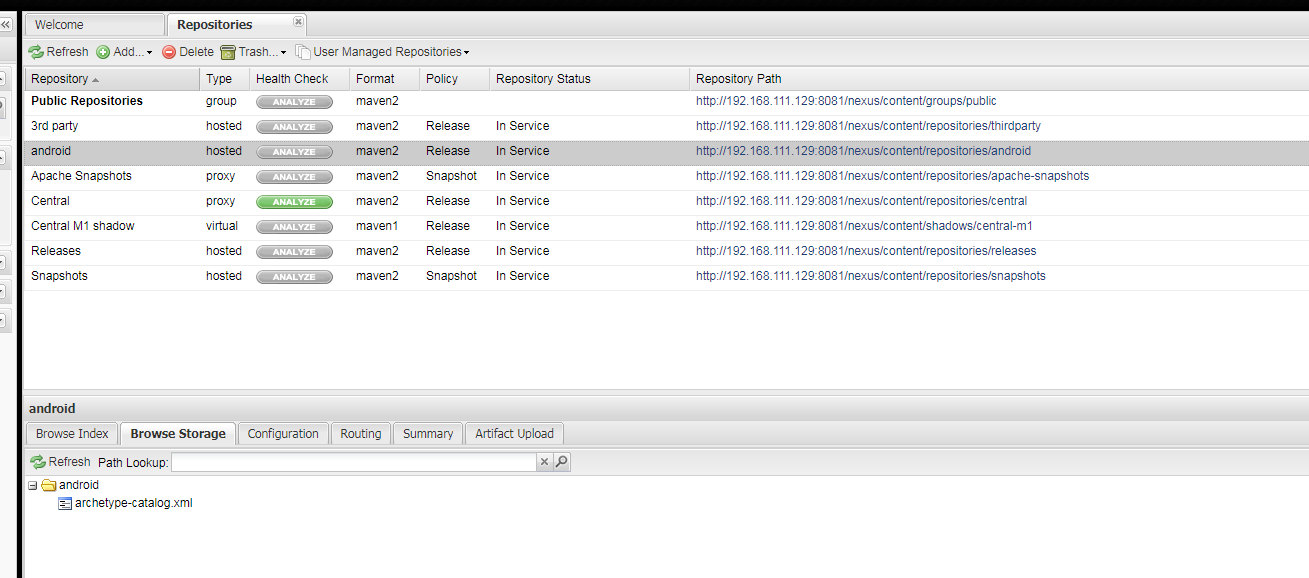 Welcome Repositories
Refresh Add... Delete Trash... User Managed Repositories
Repository Type Health Check Format Policy Repository Status Repository Path
Public Repositories group ANALYZE maven2 http://192.168.111.129:8081/nexus/content/groups/public
3rd party hosted ANALYZE maven2 Release In Service http://192.168.111.129:8081/nexus/content/repositories/thirdparty
android hosted ANALYZE maven2 Release In Service http://192.168.111.129:8081/nexus/content/repositories/android
Apache Snapshots proxy ANALYZE maven2 Snapshot In Service http://192.168.111.129:8081/nexus/content/repositories/apache-snapshots
Central proxy ANALYZE maven2 Release In Service http://192.168.111.129:8081/nexus/content/repositories/central
Central M1 shadow virtual ANALYZE maven1 Release In Service http://192.168.111.129:8081/nexus/content/shadows/central-m1
Releases hosted ANALYZE maven2 Release In Service http://192.168.111.129:8081/nexus/content/repositories/releases
Snapshots hosted ANALYZE maven2 Snapshot In Service http://192.168.111.129:8081/nexus/content/repositories/snapshots
android
Browse Index Browse Storage Configuration Routing Summary Artifact Upload
Refresh Path Lookup:
android
archetype-catalog.xml